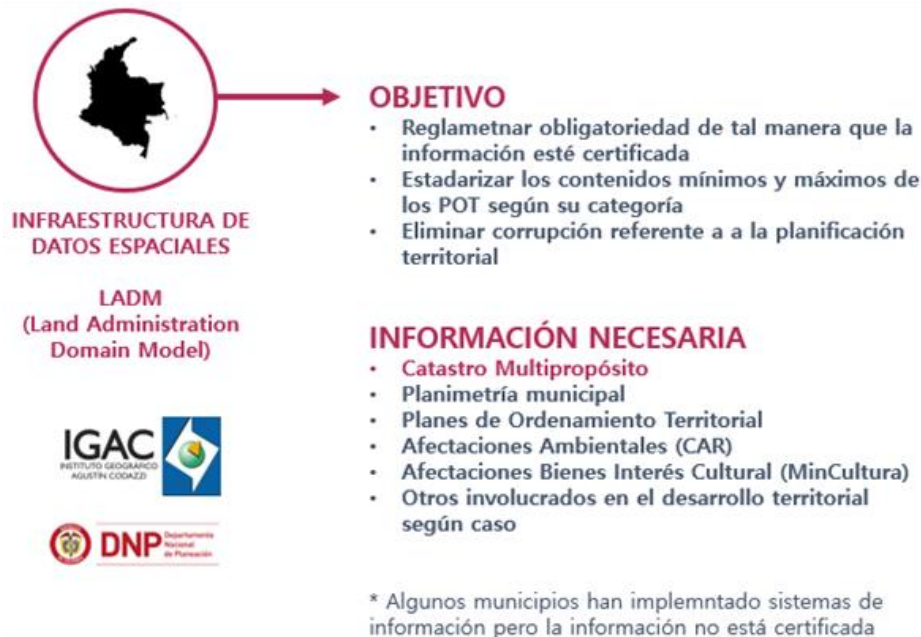 INFRAESTRUCTURA DE
DATOS ESPACIALES
LADM
(Land Administration
Domain Model)
IGAC
INSTITUTO GEOGRÁFICO
AGUSTÍN CODAZZI
DNP Departamento
Nacional
de Planeación
OBJETIVO
• Reglametnar obligatoriedad de tal manera que la
información esté certificada
• Estadarizar los contenidos mínimos y máximos de
los POT según su categoría
• Eliminar corrupción referente a a la planificación
territorial
INFORMACIÓN NECESARIA
• Catastro Multipropósito
• Planimetría municipal
• Planes de Ordenamiento Territorial
• Afectaciones Ambientales (CAR)
• Afectaciones Bienes Interés Cultural (MinCultura)
• Otros involucrados en el desarrollo territorial
según caso
* Algunos municipios han implemntado sistemas de
información pero la información no está certificada